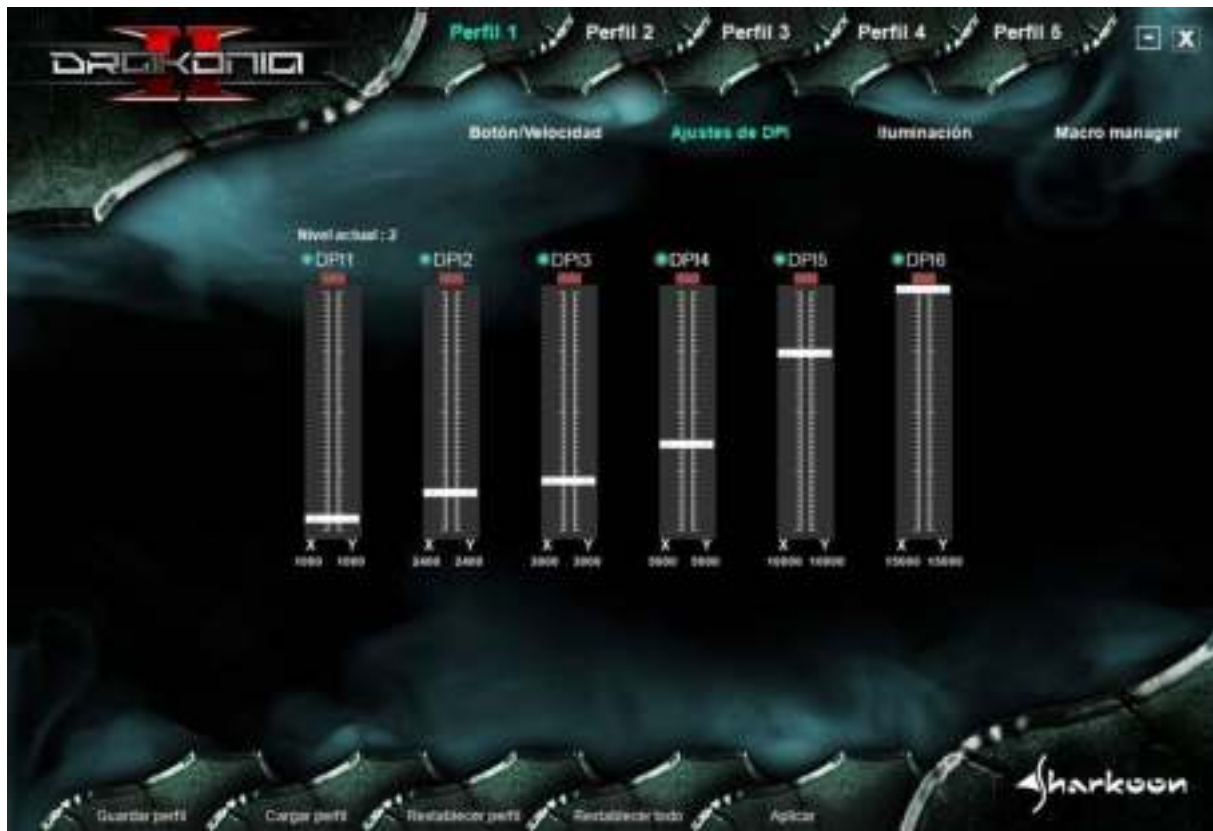 DRAKONIA II
Perfil 1 Perfil 2 Perfil 3 Perfil 4 Perfil 5
- X
Botón/Velocidad Ajustes de DPI Iluminación Macro manager
Nivel actual : 3
DPI1 DPI2 DPI3 DPI4 DPI5 DPI6
X Y X Y X Y X Y X Y X Y
1000 1000 2400 2400 3000 3000 10000 10000 15000 15000
Guardar perfil Cargar perfil Restablecer perfil Restablecer todo Aplicar
Sharkoon